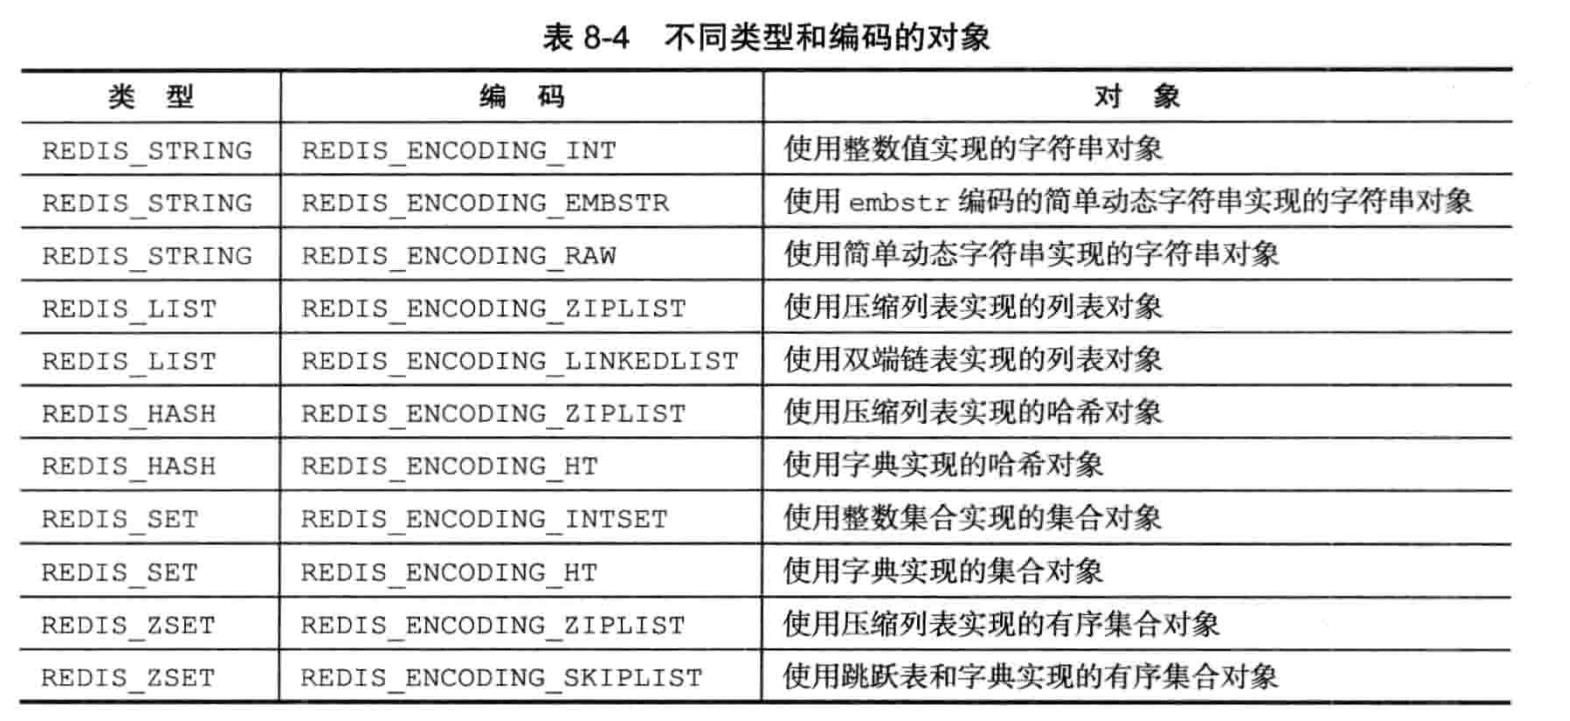 表 8-4 不同类型和编码的对象
类 型 编 码 对 象
REDIS_STRING REDIS_ENCODING_INT 使用整数值实现的字符串对象
REDIS_STRING REDIS_ENCODING_EMBSTR 使用 embstr 编码的简单动态字符串实现的字符串对象
REDIS_STRING REDIS_ENCODING_RAW 使用简单动态字符串实现的字符串对象
REDIS_LIST REDIS_ENCODING_ZIPLIST 使用压缩列表实现的列表对象
REDIS_LIST REDIS_ENCODING_LINKEDLIST 使用双端链表实现的列表对象
REDIS_HASH REDIS_ENCODING_ZIPLIST 使用压缩列表实现的哈希对象
REDIS_HASH REDIS_ENCODING_HT 使用字典实现的哈希对象
REDIS_SET REDIS_ENCODING_INTSET 使用整数集合实现的集合对象
REDIS_SET REDIS_ENCODING_HT 使用字典实现的集合对象
REDIS_ZSET REDIS_ENCODING_ZIPLIST 使用压缩列表实现的有序集合对象
REDIS_ZSET REDIS_ENCODING_SKIPLIST 使用跳跃表和字典实现的有序集合对象